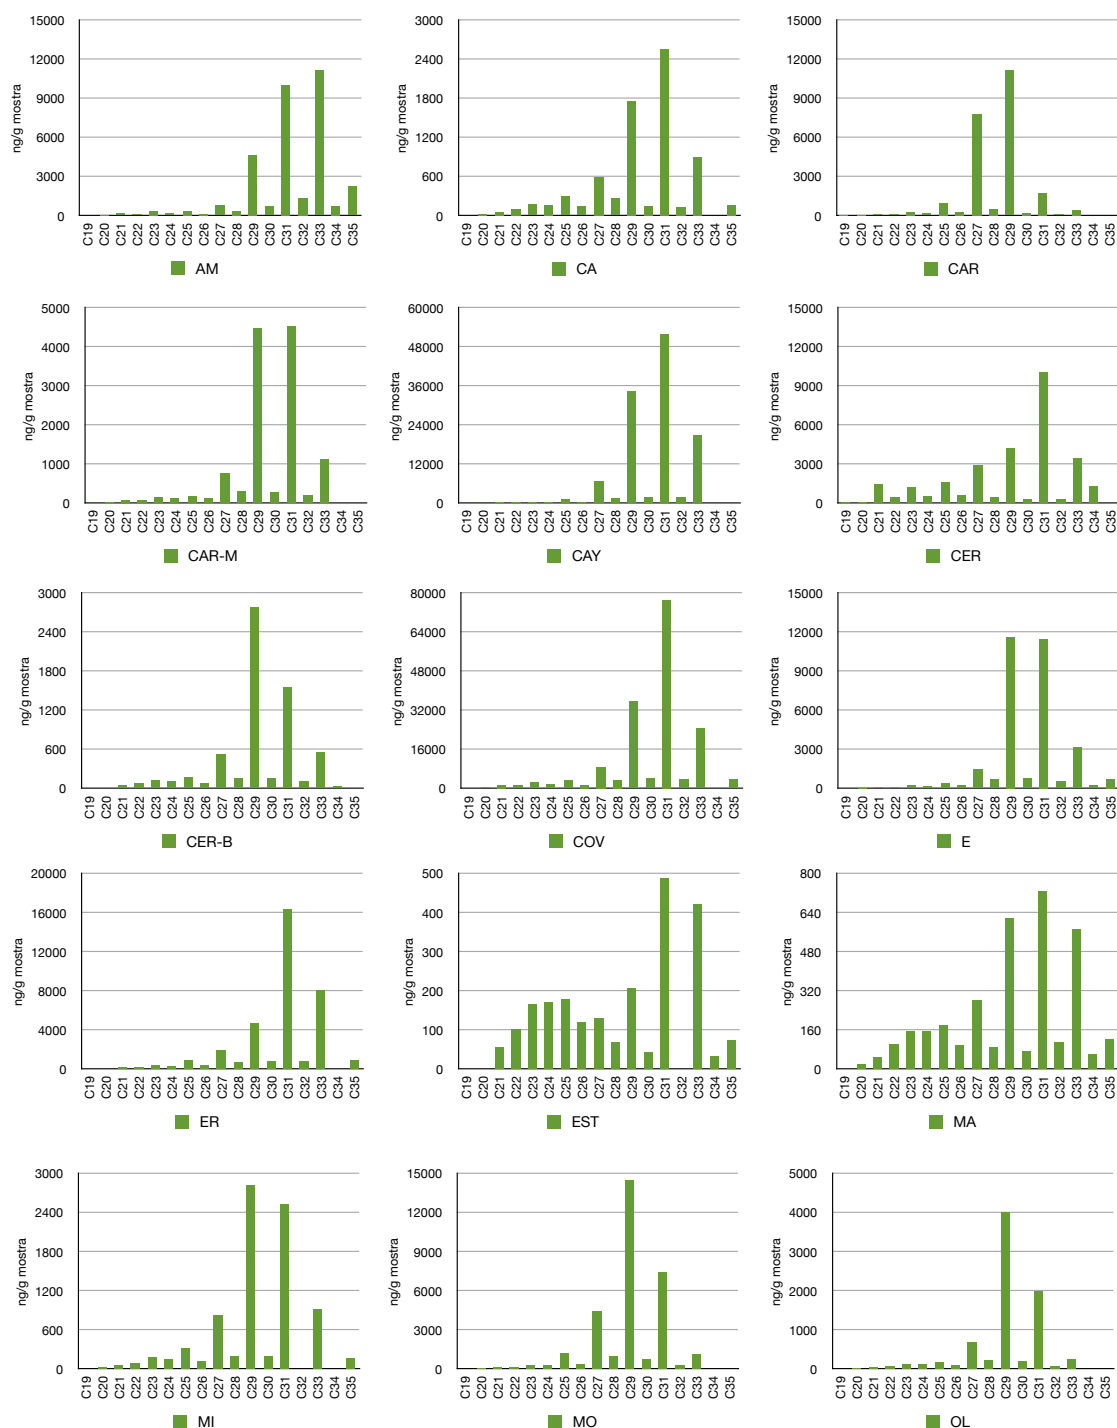 15000
12000
9000
6000
3000
0
ng/g mostra
C19 C20 C21 C22 C23 C24 C25 C26 C27 C28 C29 C30 C31 C32 C33 C34 C35
AM
3000
2400
1800
1200
600
0
ng/g mostra
C19 C20 C21 C22 C23 C24 C25 C26 C27 C28 C29 C30 C31 C32 C33 C34 C35
CA
15000
12000
9000
6000
3000
0
ng/g mostra
C19 C20 C21 C22 C23 C24 C25 C26 C27 C28 C29 C30 C31 C32 C33 C34 C35
CAR
5000
4000
3000
2000
1000
0
ng/g mostra
C19 C20 C21 C22 C23 C24 C25 C26 C27 C28 C29 C30 C31 C32 C33 C34 C35
CAR-M
60000
48000
36000
24000
12000
0
ng/g mostra
C19 C20 C21 C22 C23 C24 C25 C26 C27 C28 C29 C30 C31 C32 C33 C34 C35
CAY
15000
12000
9000
6000
3000
0
ng/g mostra
C19 C20 C21 C22 C23 C24 C25 C26 C27 C28 C29 C30 C31 C32 C33 C34 C35
CER
3000
2400
1800
1200
600
0
ng/g mostra
C19 C20 C21 C22 C23 C24 C25 C26 C27 C28 C29 C30 C31 C32 C33 C34 C35
CER-B
80000
64000
48000
32000
16000
0
ng/g mostra
C19 C20 C21 C22 C23 C24 C25 C26 C27 C28 C29 C30 C31 C32 C33 C34 C35
COV
15000
12000
9000
6000
3000
0
ng/g mostra
C19 C20 C21 C22 C23 C24 C25 C26 C27 C28 C29 C30 C31 C32 C33 C34 C35
E
20000
16000
12000
8000
4000
0
ng/g mostra
C19 C20 C21 C22 C23 C24 C25 C26 C27 C28 C29 C30 C31 C32 C33 C34 C35
ER
500
400
300
200
100
0
ng/g mostra
C19 C20 C21 C22 C23 C24 C25 C26 C27 C28 C29 C30 C31 C32 C33 C34 C35
EST
800
640
480
320
160
0
ng/g mostra
C19 C20 C21 C22 C23 C24 C25 C26 C27 C28 C29 C30 C31 C32 C33 C34 C35
MA
3000
2400
1800
1200
600
0
ng/g mostra
C19 C20 C21 C22 C23 C24 C25 C26 C27 C28 C29 C30 C31 C32 C33 C34 C35
MI
15000
12000
9000
6000
3000
0
ng/g mostra
C19 C20 C21 C22 C23 C24 C25 C26 C27 C28 C29 C30 C31 C32 C33 C34 C35
MO
5000
4000
3000
2000
1000
0
ng/g mostra
C19 C20 C21 C22 C23 C24 C25 C26 C27 C28 C29 C30 C31 C32 C33 C34 C35
OL